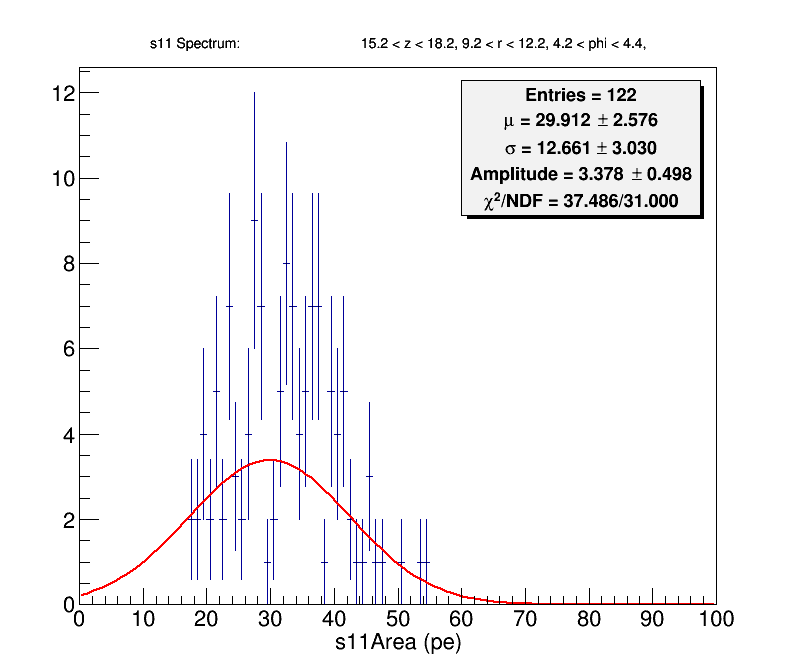 s11 Spectrum: 15.2 < z < 18.2, 9.2 < r < 12.2, 4.2 < phi < 4.4,
Entries = 122
μ = 29.912 ± 2.576
σ = 12.661 ± 3.030
Amplitude = 3.378 ± 0.498
χ²/NDF = 37.486/31.000
12
10
8
6
4
2
0
0 10 20 30 40 50 60 70 80 90 100
s11Area (pe)